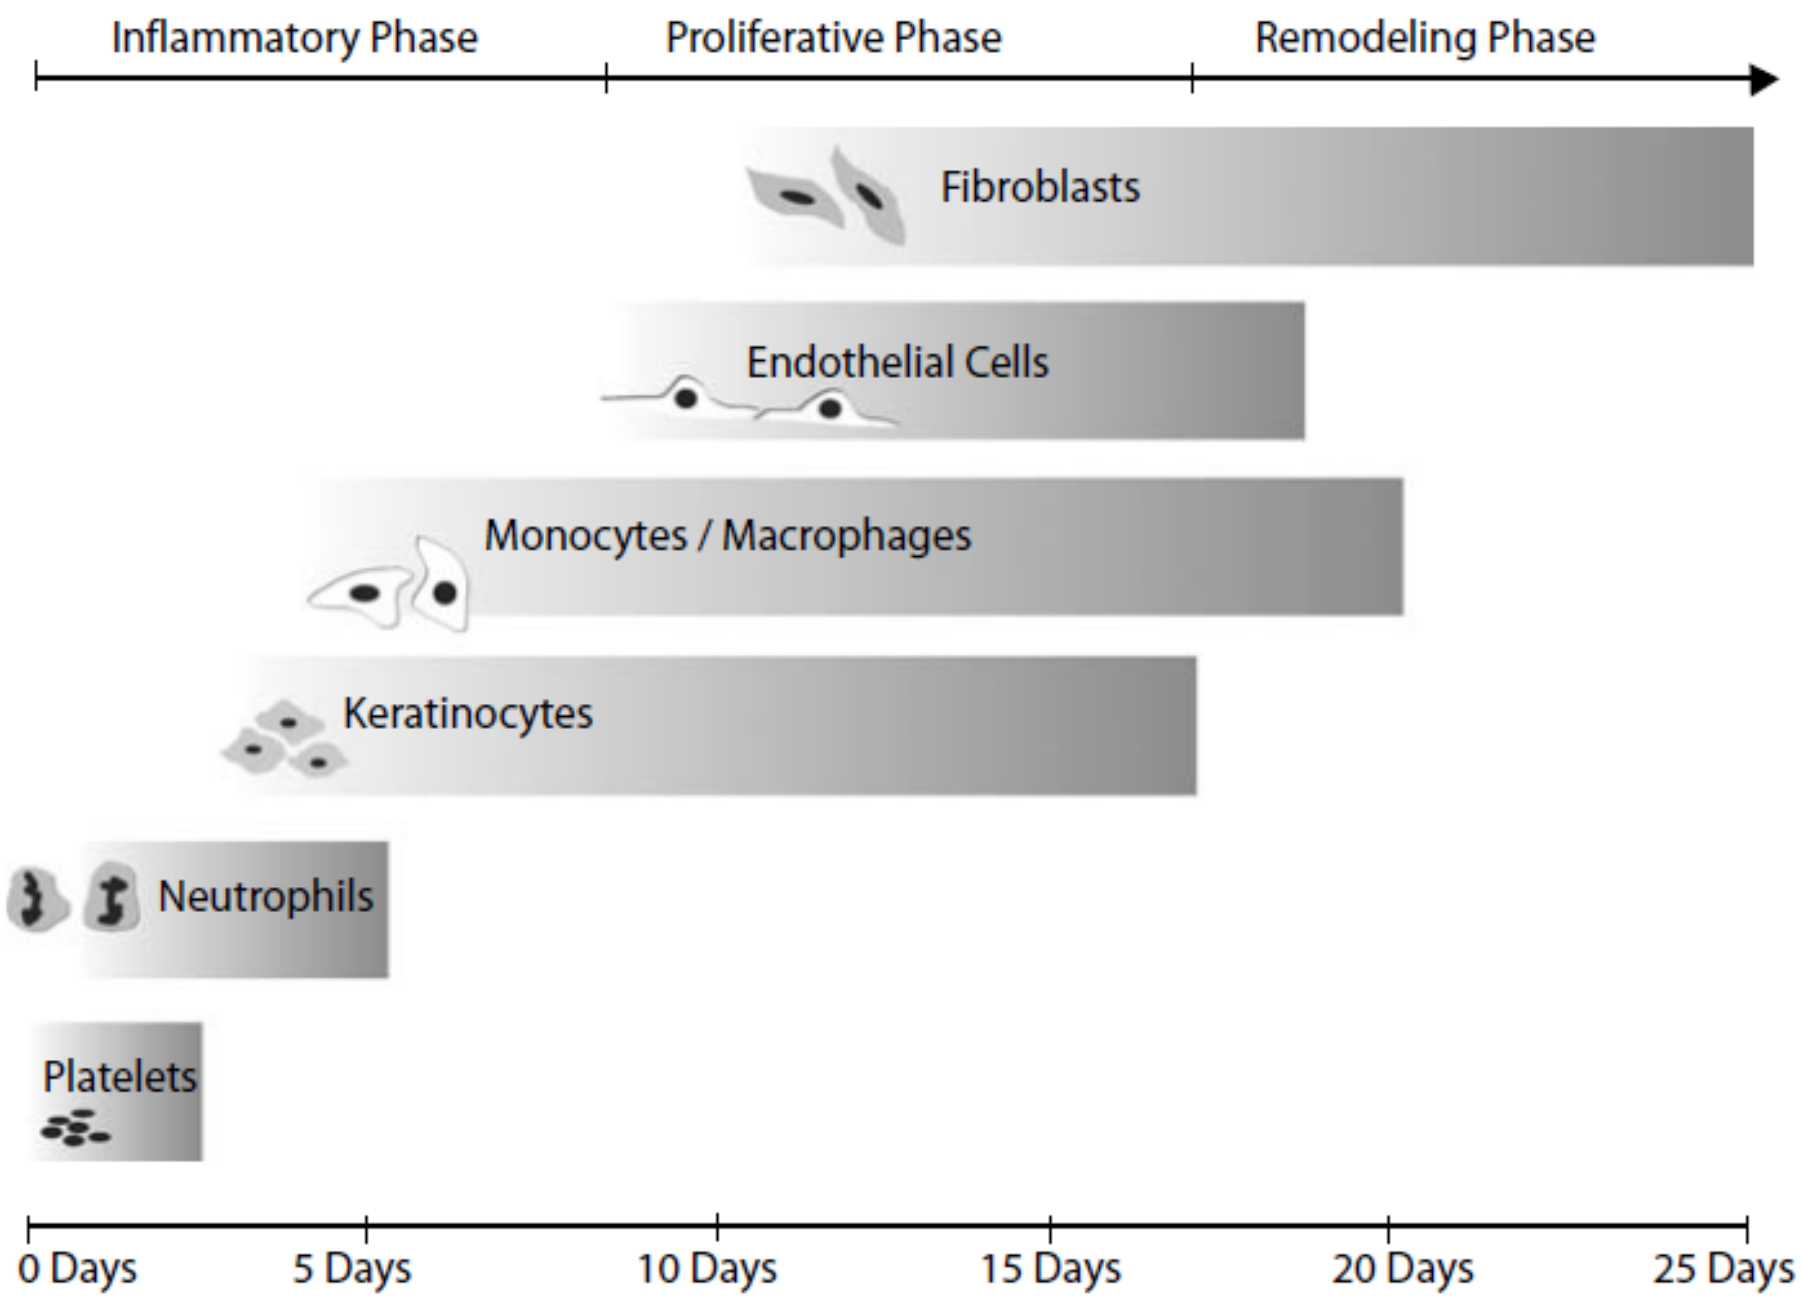 Inflammatory Phase Proliferative Phase Remodeling Phase
Fibroblasts
Endothelial Cells
Monocytes / Macrophages
Keratinocytes
Neutrophils
Platelets
0 Days 5 Days 10 Days 15 Days 20 Days 25 Days